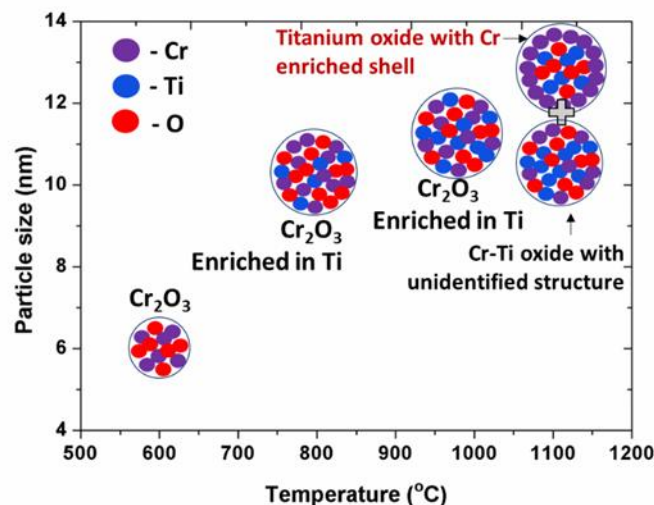 14
12
10
8
6
4
500
600
700
800
900
1000
1100
1200
Particle size (nm)
Temperature (°C)
- Cr
- Ti
- O
Titanium oxide with Cr
enriched shell
Cr₂O₃
Cr₂O₃
Enriched in Ti
Cr₂O₃
Enriched in Ti
Cr-Ti oxide with
unidentified structure